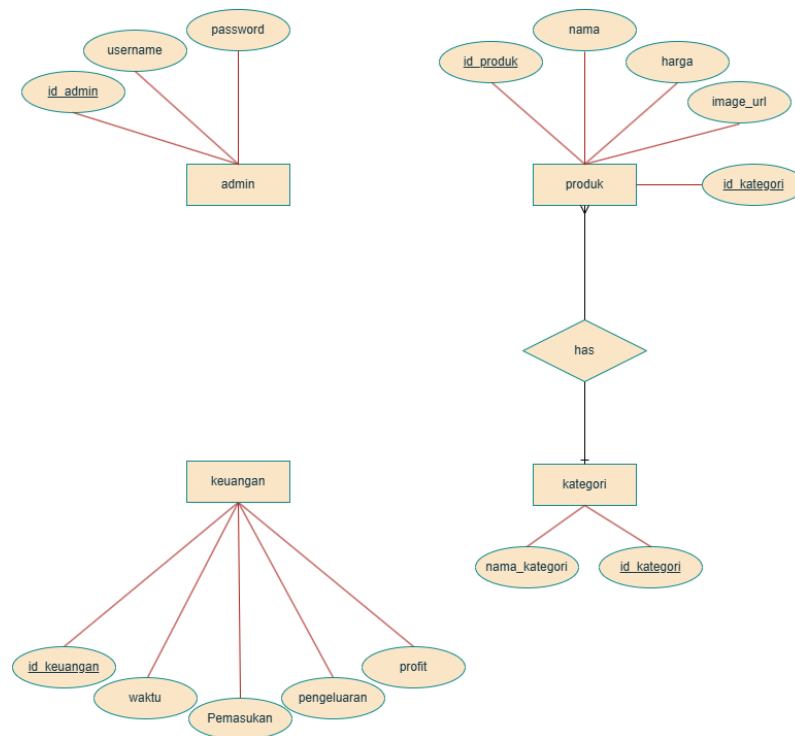 password
username
id_admin
admin
nama
id_produk
harga
image_url
produk
id_kategori
has
kategori
nama_kategori
id_kategori
keuangan
id_keuangan
waktu
Pemasukan
pengeluaran
profit